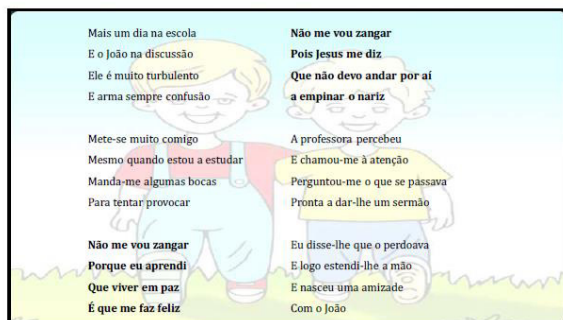 Mais um dia na escola
E o João na discussão
Ele é muito turbulento
E arma sempre confusão
Mete-se muito comigo
Mesmo quando estou a estudar
Manda-me algumas bocas
Para tentar provocar
Não me vou zangar
Porque eu aprendi
Que viver em paz
É que me faz feliz
Não me vou zangar
Pois Jesus me diz
Que não devo andar por aí
a empinar o nariz
A professora percebeu
E chamou-me à atenção
Perguntou-me o que se passava
Pronta a dar-lhe um sermão
Eu disse-lhe que o perdoava
E logo estendi-lhe a mão
E nasceu uma amizade
Com o João